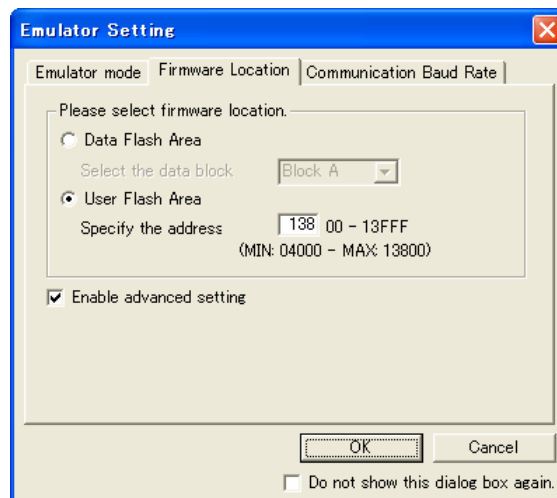 Emulator Setting
Emulator mode Firmware Location Communication Baud Rate
Please select firmware location.
Data Flash Area
Select the data block Block A
User Flash Area
Specify the address 138 00 - 13FFF
(MIN: 04000 - MAX: 13800)
Enable advanced setting
OK Cancel
Do not show this dialog box again.